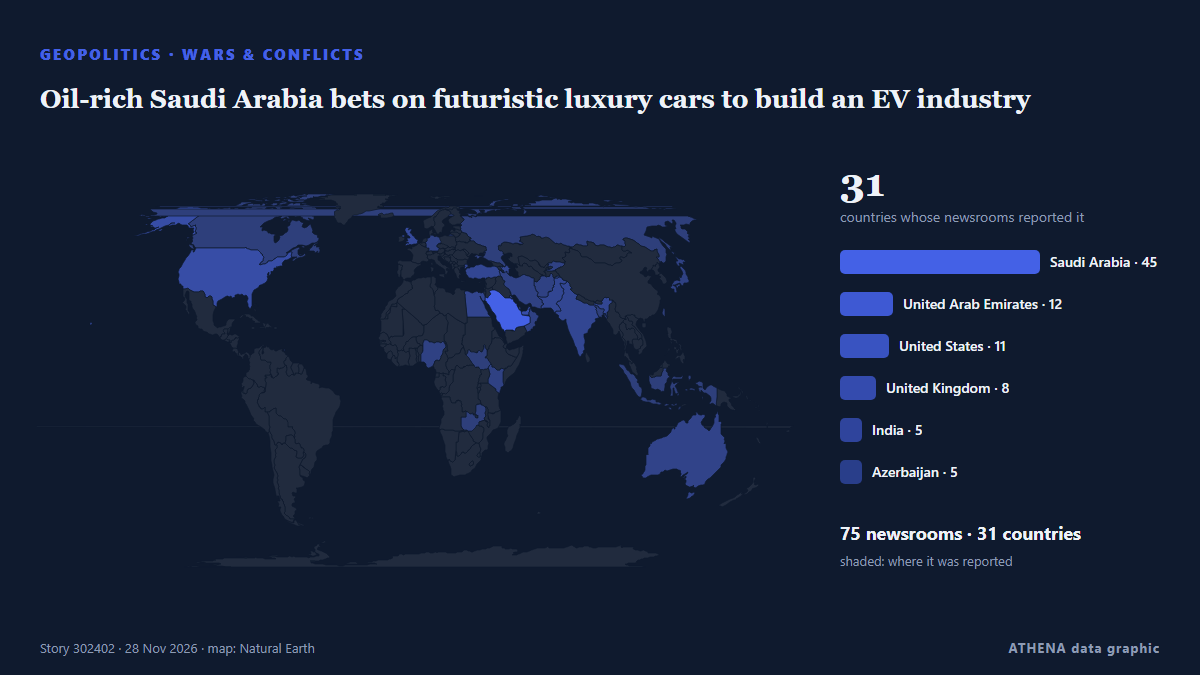 GEOPOLITICS · WARS & CONFLICTS
Oil-rich Saudi Arabia bets on futuristic luxury cars to build an EV industry
31
countries whose newsrooms reported it
Saudi Arabia · 45
United Arab Emirates · 12
United States · 11
United Kingdom · 8
India · 5
Azerbaijan · 5
75 newsrooms · 31 countries
shaded: where it was reported
Story 302402 · 28 Nov 2026 · map: Natural Earth
ATHENA data graphic